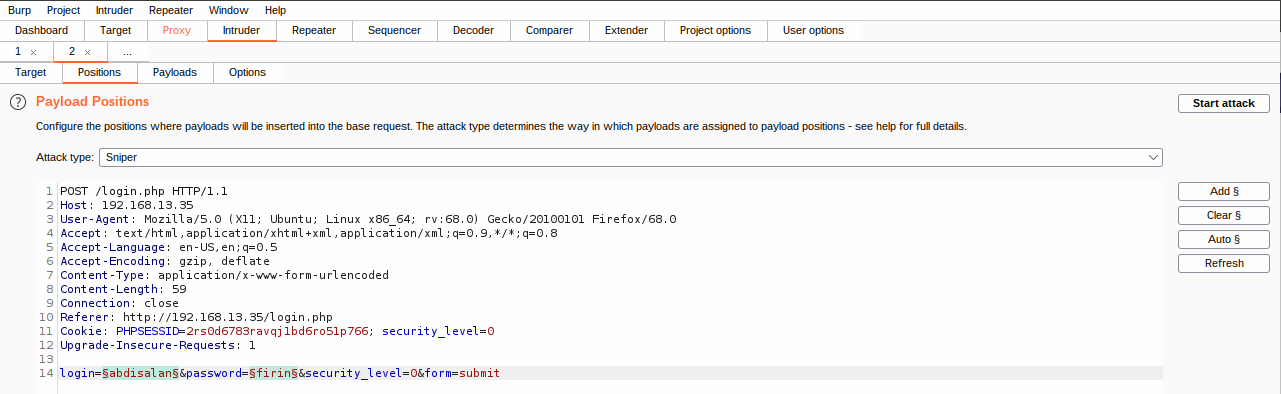 Burp Project Intruder Repeater Window Help
Dashboard Target Proxy Intruder Repeater Sequencer Decoder Comparer Extender Project options User options
1 × 2 × ...
Target Positions Payloads Options
? Payload Positions Start attack
Configure the positions where payloads will be inserted into the base request. The attack type determines the way in which payloads are assigned to payload positions - see help for full details.
Attack type: Sniper
Add §
Clear §
Auto §
Refresh
1 POST /login.php HTTP/1.1
2 Host: 192.168.13.35
3 User-Agent: Mozilla/5.0 (X11; Ubuntu; Linux x86_64; rv:68.0) Gecko/20100101 Firefox/68.0
4 Accept: text/html,application/xhtml+xml,application/xml;q=0.9,*/*;q=0.8
5 Accept-Language: en-US,en;q=0.5
6 Accept-Encoding: gzip, deflate
7 Content-Type: application/x-www-form-urlencoded
8 Content-Length: 59
9 Connection: close
10 Referer: http://192.168.13.35/login.php
11 Cookie: PHPSESSID=2rs0d6783ravqj1bd6ro51p766; security_level=0
12 Upgrade-Insecure-Requests: 1
13
14 login=§abdisalan§&password=§firin§&security_level=0&form=submit